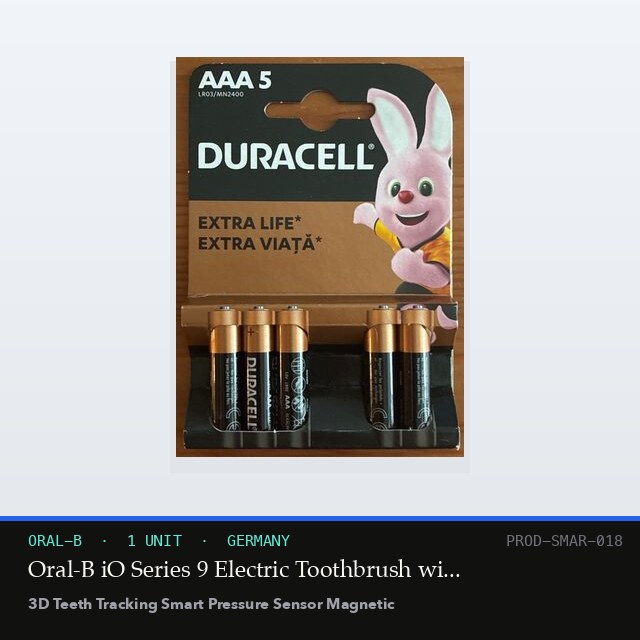 AAA 5
LR03/MN2400
DURACELL®
EXTRA LIFE*
EXTRA VIAȚĂ*
DURACELL
AAA
ORAL-B · 1 UNIT · GERMANY
PROD-SMAR-018
Oral-B iO Series 9 Electric Toothbrush wi...
3D Teeth Tracking Smart Pressure Sensor Magnetic